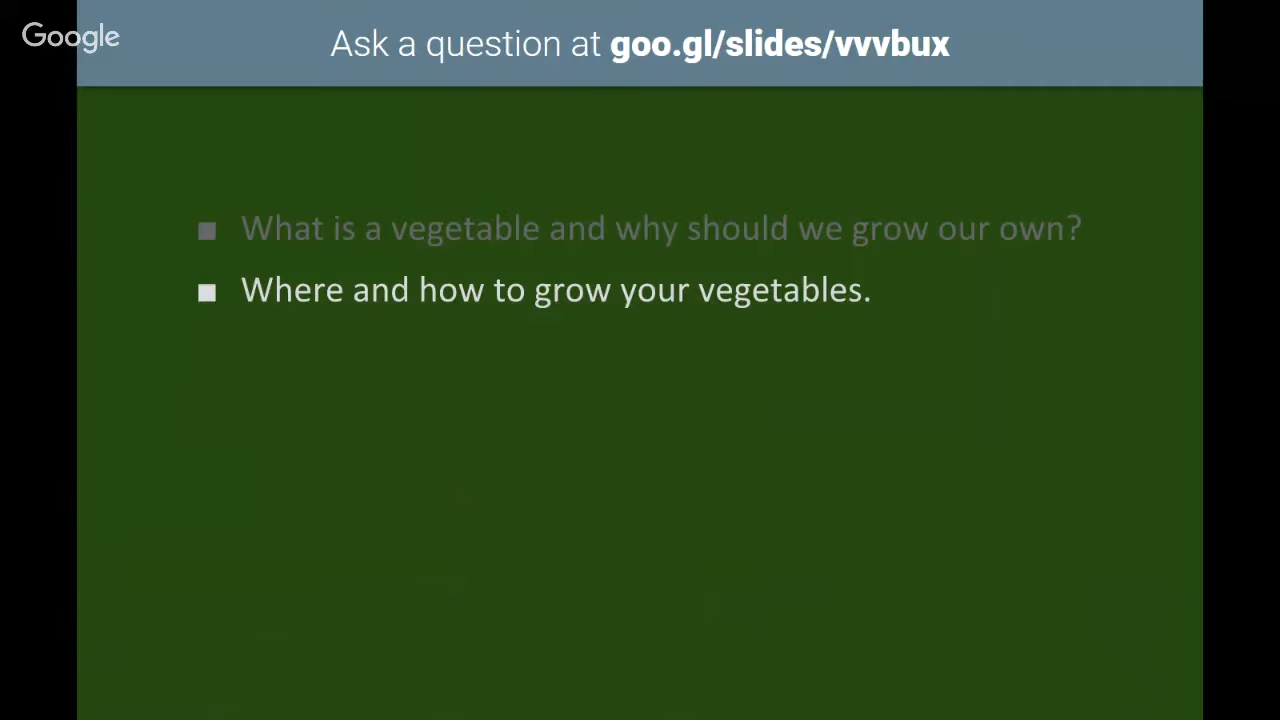 Google
Ask a question at goo.gl/slides/vvvbux
■ What is a vegetable and why should we grow our own?
■ Where and how to grow your vegetables.